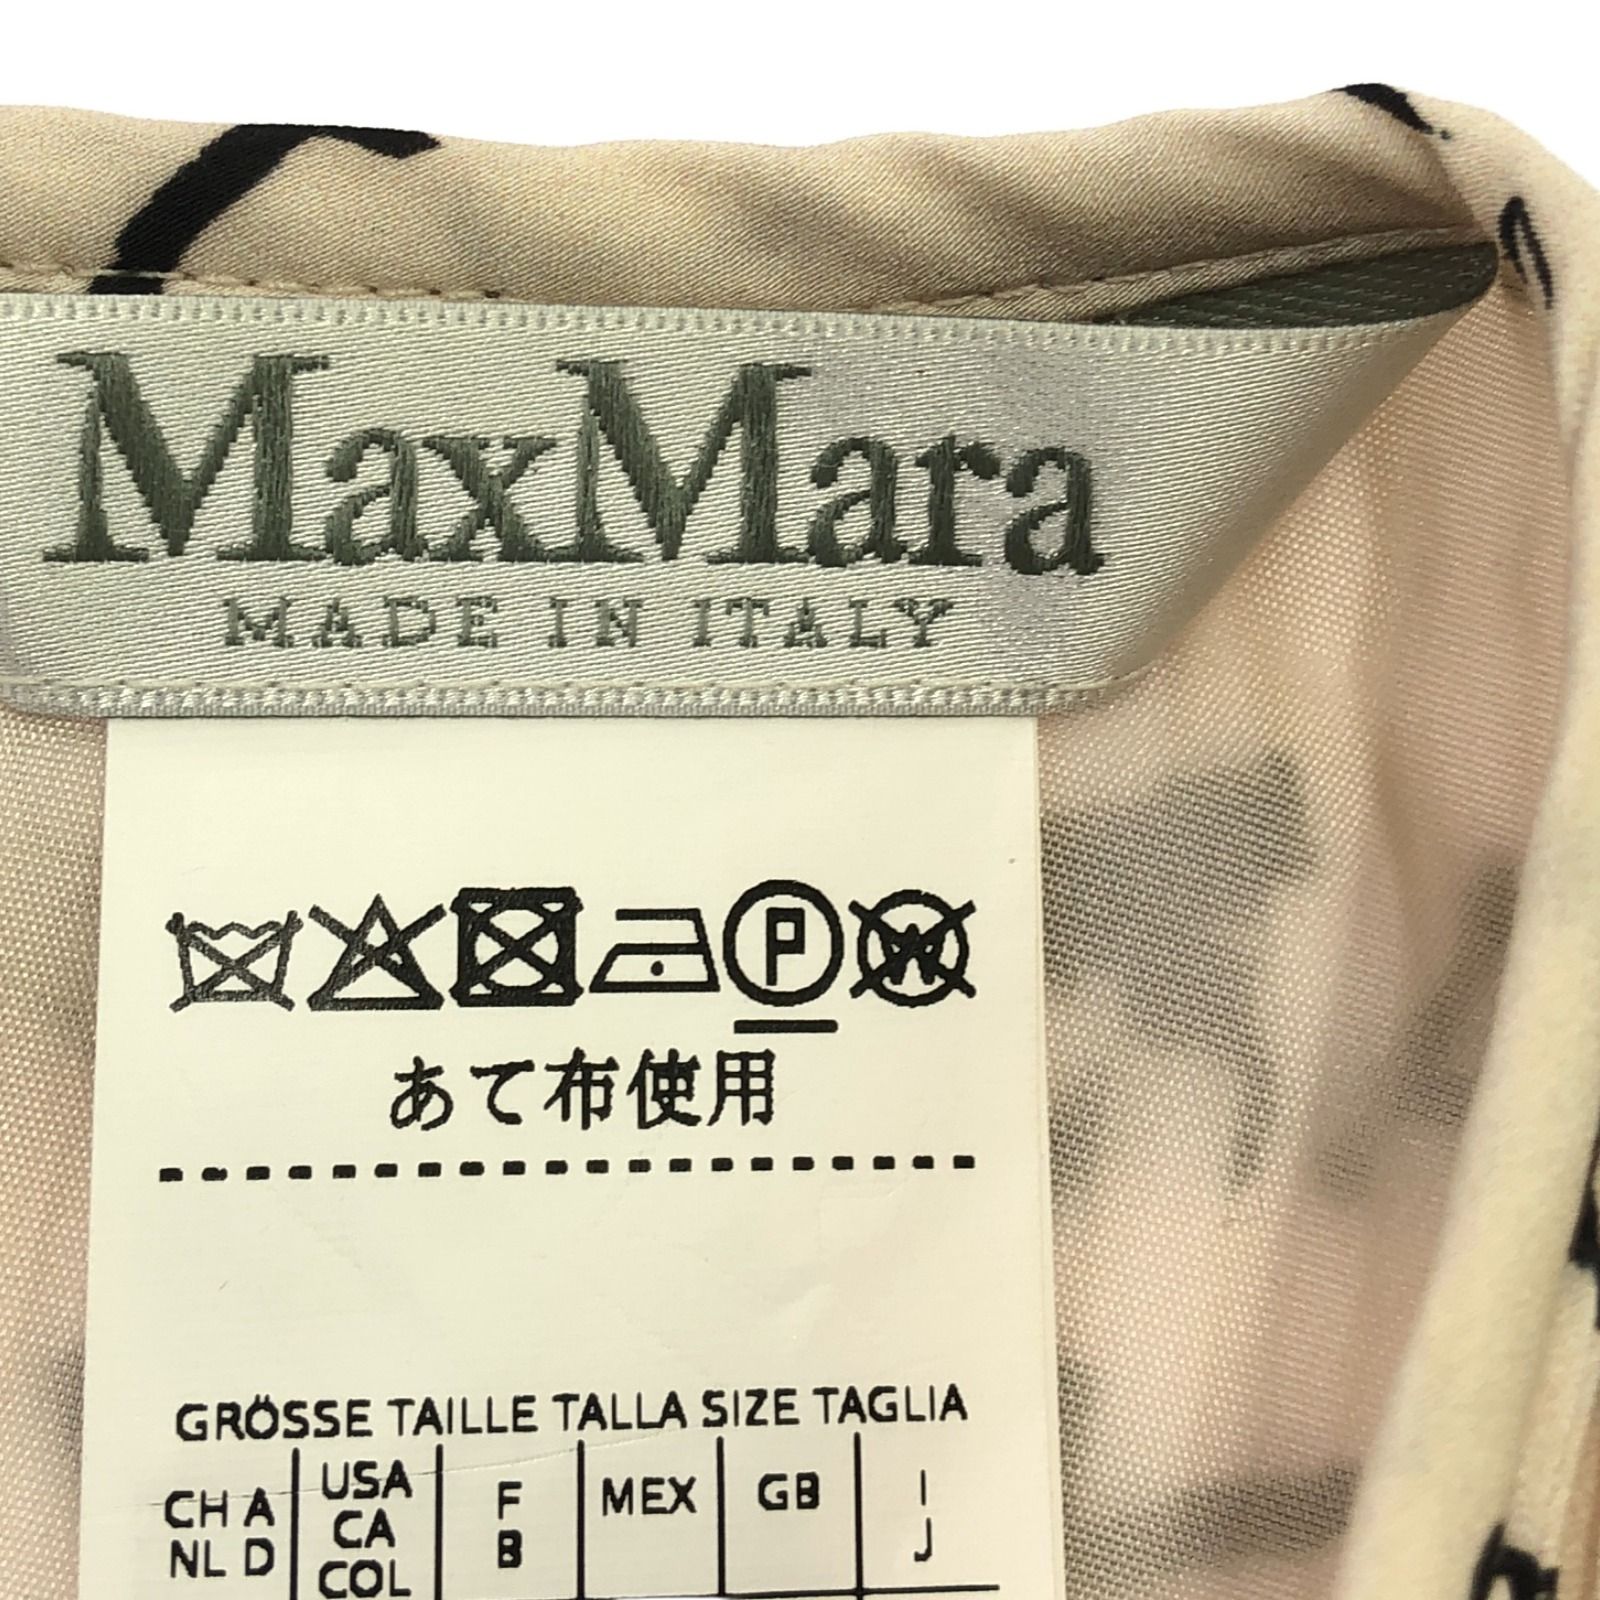 MaxMara
MADE IN ITALY
P W
あて布使用
GRÖSSE TAILLE TALLA SIZE TAGLIA
CH A NL D
USA CA COL
F B
MEX
GB
I J